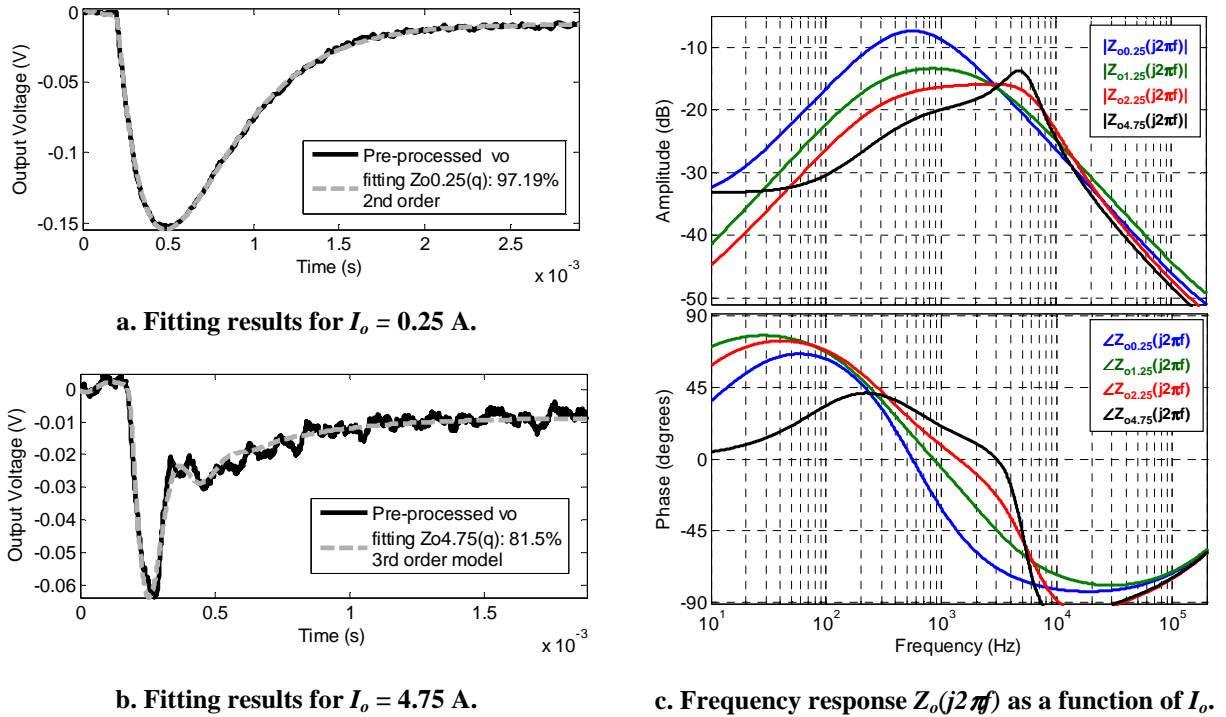 0
-0.05
-0.1
-0.15
Output Voltage (V)
Pre-processed vo
fitting Zo0.25(q): 97.19%
2nd order
0
0.5
1
1.5
2
2.5
Time (s)
x 10⁻³
a. Fitting results for Iₒ = 0.25 A.
0
-0.01
-0.02
-0.03
-0.04
-0.05
-0.06
Output Voltage (V)
Pre-processed vo
fitting Zo4.75(q): 81.5%
3rd order model
0
0.5
1
1.5
Time (s)
x 10⁻³
b. Fitting results for Iₒ = 4.75 A.
-10
-20
-30
-40
-50
Amplitude (dB)
|Zo0.25(j2πf)|
|Zo1.25(j2πf)|
|Zo2.25(j2πf)|
|Zo4.75(j2πf)|
90
45
0
-45
-90
Phase (degrees)
∠Zo0.25(j2πf)
∠Zo1.25(j2πf)
∠Zo2.25(j2πf)
∠Zo4.75(j2πf)
10¹
10²
10³
10⁴
10⁵
Frequency (Hz)
c. Frequency response Zₒ(j2πf) as a function of Iₒ.